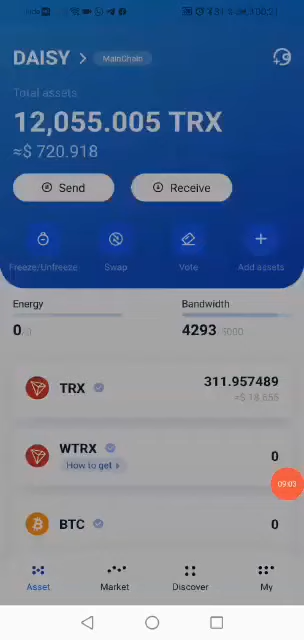 DAISY > MainChain
Total assets
12,055.005 TRX
≈$ 720.918
Send Receive
Freeze/Unfreeze Swap Vote Add assets
Energy Bandwidth
0/0 4293/5000
TRX 311.957489
≈$ 18.655
WTRX 0
How to get
09:03
BTC 0
Asset Market Discover My